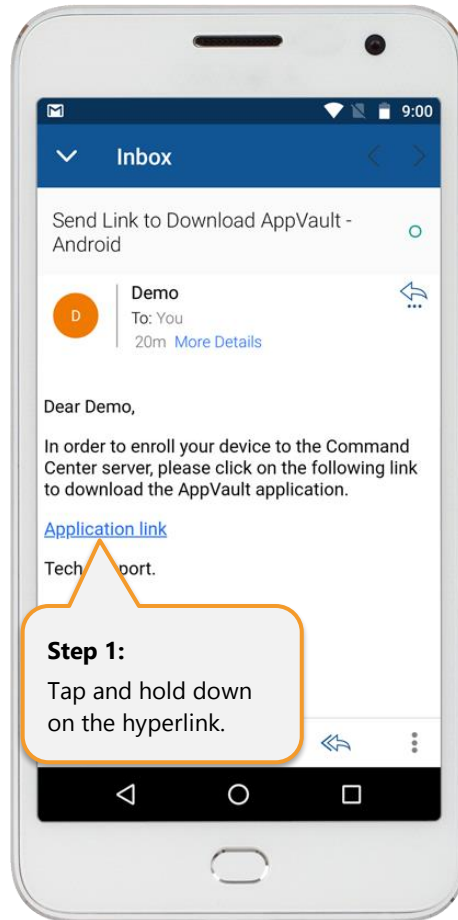 9:00
Inbox
Send Link to Download AppVault -
Android
D
Demo
To: You
20m More Details
Dear Demo,
In order to enroll your device to the Command
Center server, please click on the following link
to download the AppVault application.
Application link
Tech port.
Step 1:
Tap and hold down
on the hyperlink.